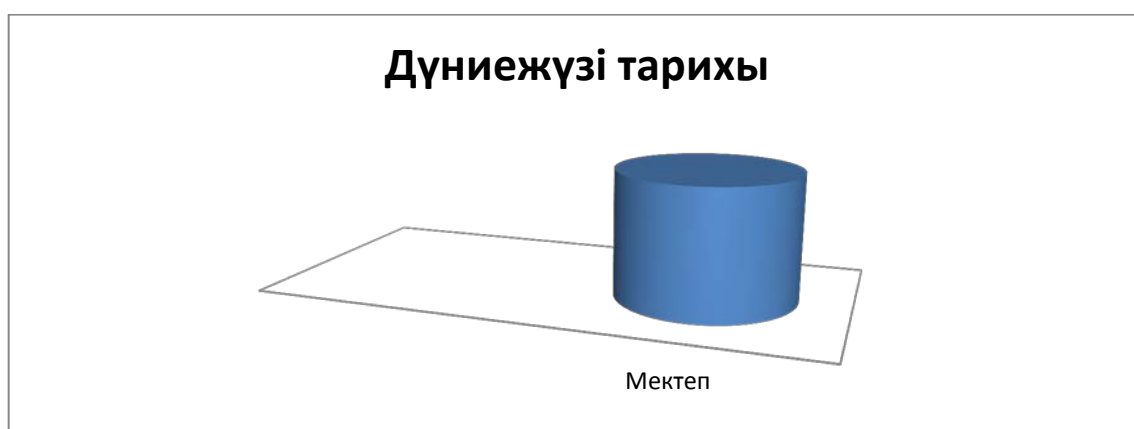 Дүниежүзі тарихы
Мектеп